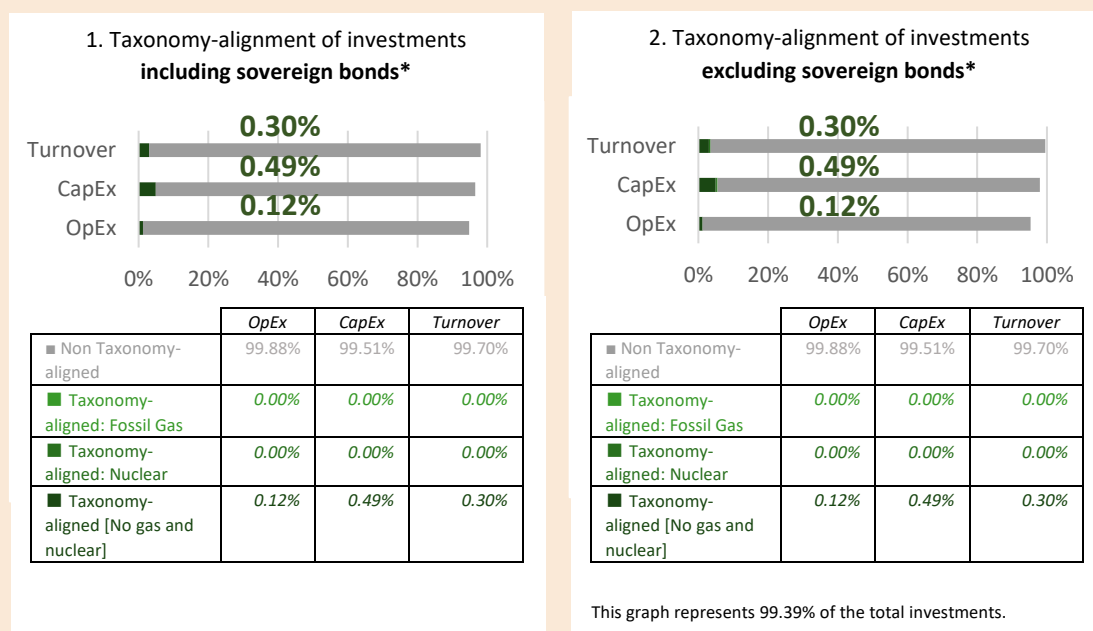 1. Taxonomy-alignment of investments
including sovereign bonds*
0.30%
Turnover
0.49%
CapEx
0.12%
OpEx
0% 20% 40% 60% 80% 100%
OpEx CapEx Turnover
■ Non Taxonomy- 99.88% 99.51% 99.70%
aligned
■ Taxonomy- 0.00% 0.00% 0.00%
aligned: Fossil Gas
■ Taxonomy- 0.00% 0.00% 0.00%
aligned: Nuclear
■ Taxonomy- 0.12% 0.49% 0.30%
aligned [No gas and
nuclear]
2. Taxonomy-alignment of investments
excluding sovereign bonds*
0.30%
Turnover
0.49%
CapEx
0.12%
OpEx
0% 20% 40% 60% 80% 100%
OpEx CapEx Turnover
■ Non Taxonomy- 99.88% 99.51% 99.70%
aligned
■ Taxonomy- 0.00% 0.00% 0.00%
aligned: Fossil Gas
■ Taxonomy- 0.00% 0.00% 0.00%
aligned: Nuclear
■ Taxonomy- 0.12% 0.49% 0.30%
aligned [No gas and
nuclear]
This graph represents 99.39% of the total investments.